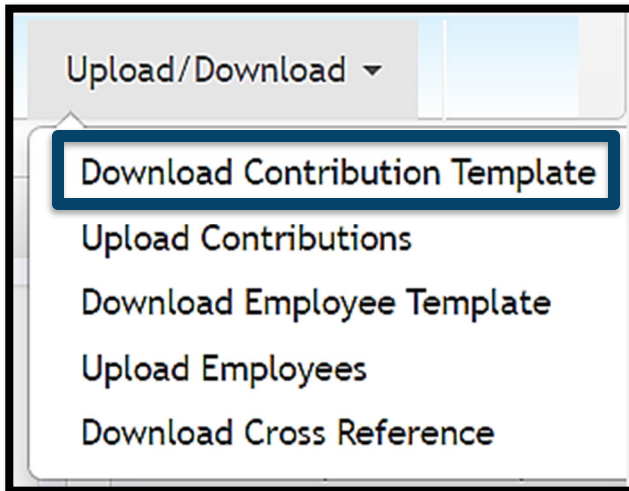 Upload/Download
Download Contribution Template
Upload Contributions
Download Employee Template
Upload Employees
Download Cross Reference